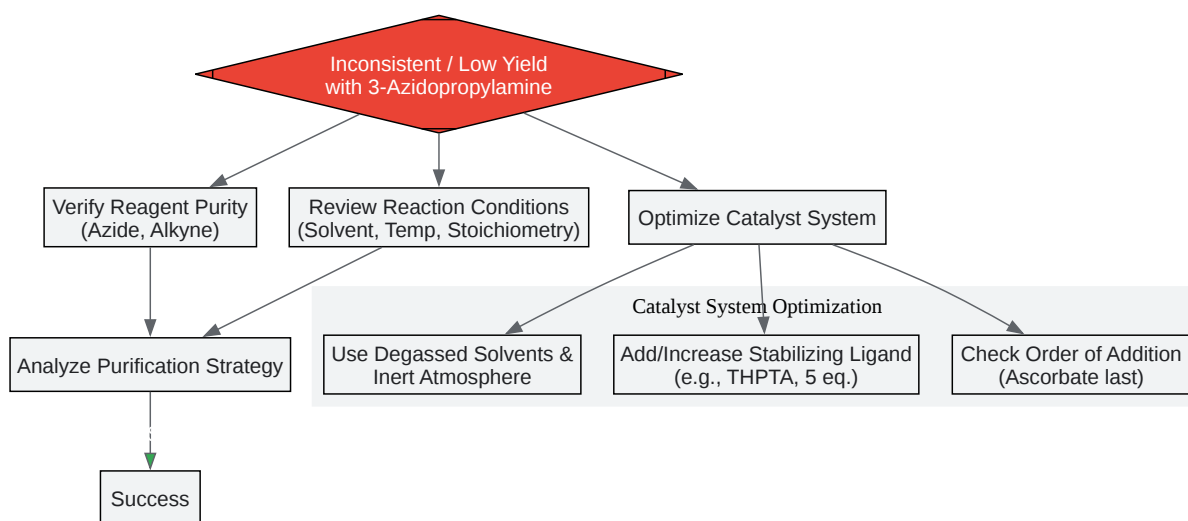 Inconsistent / Low Yield
with 3-Azidopropylamine
Verify Reagent Purity
(Azide, Alkyne)
Review Reaction Conditions
(Solvent, Temp, Stoichiometry)
Optimize Catalyst System
Catalyst System Optimization
Analyze Purification Strategy
Use Degassed Solvents &
Inert Atmosphere
Add/Increase Stabilizing Ligand
(e.g., THPTA, 5 eq.)
Check Order of Addition
(Ascorbate last)
Success